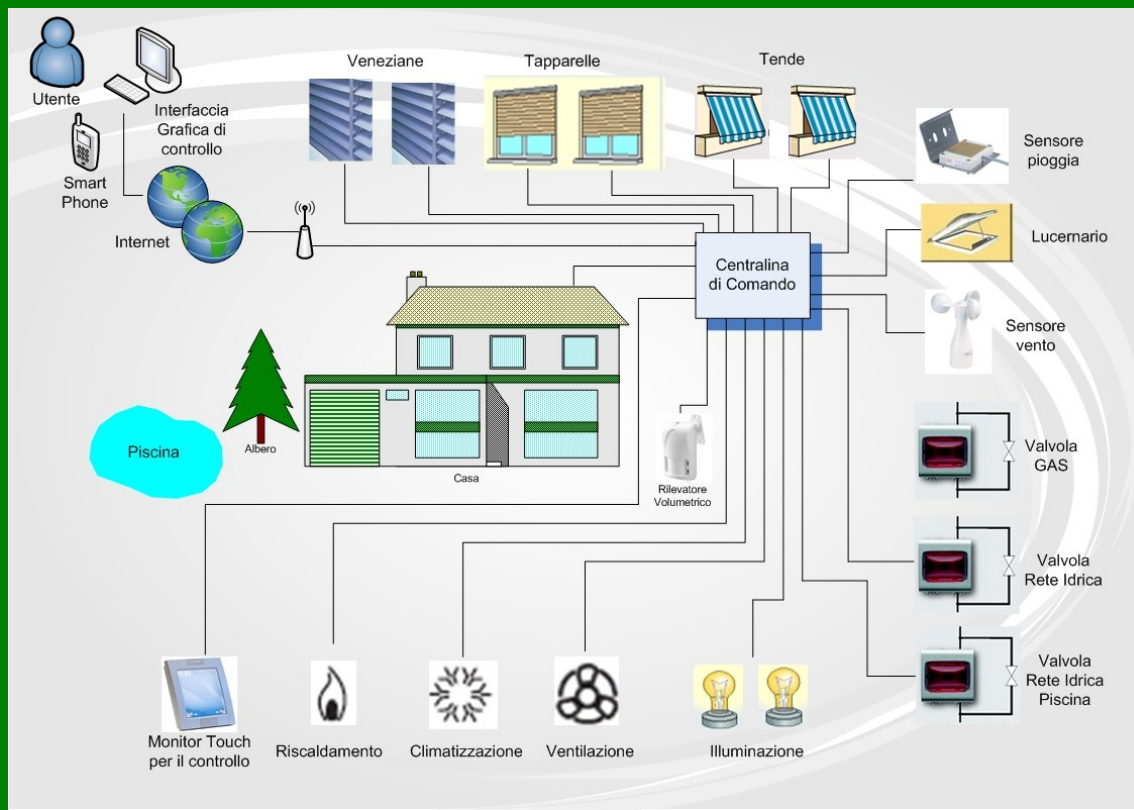 Utente
Interfaccia
Grafica di
controllo
Smart
Phone
Internet
Veneziane
Tapparelle
Tende
Sensore
pioggia
Lucernario
Sensore
vento
Centralina
di Comando
Piscina
Albero
Casa
Rilevatore
Volumetrico
Valvola
GAS
Valvola
Rete Idrica
Valvola
Rete Idrica
Piscina
Monitor Touch
per il controllo
Riscaldamento
Climatizzazione
Ventilazione
Illuminazione